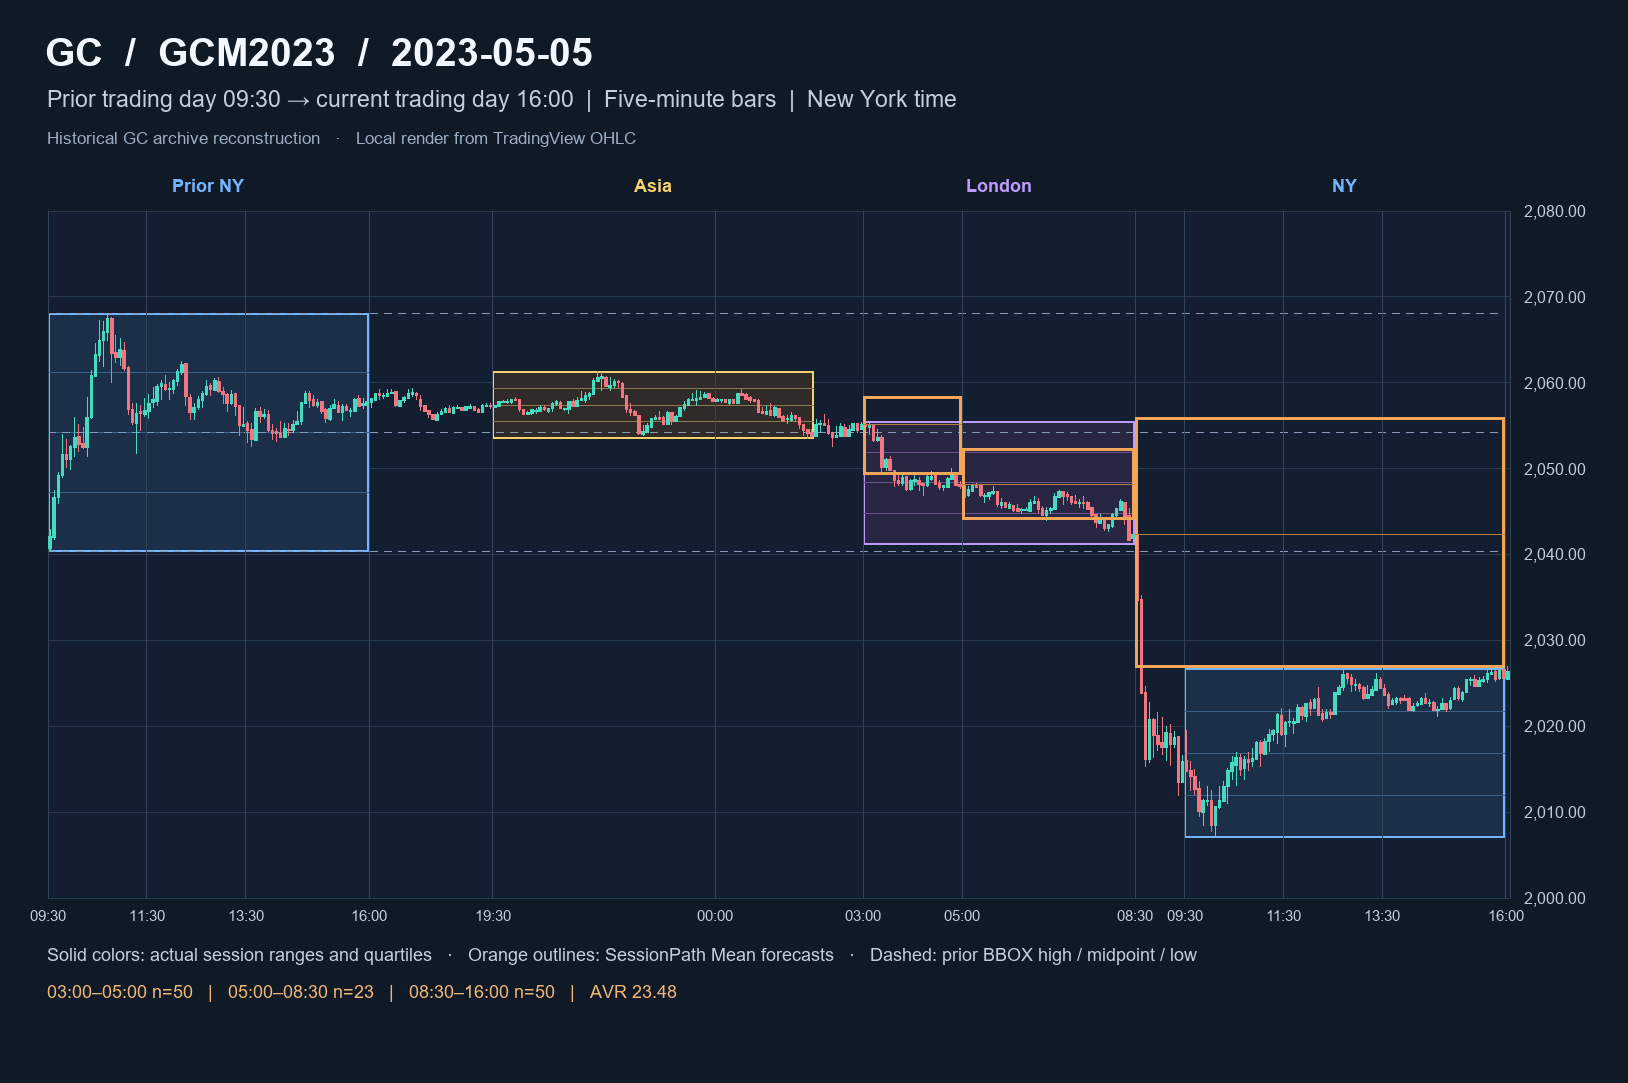 GC / GCM2023 / 2023-05-05
Prior trading day 09:30 → current trading day 16:00 | Five-minute bars | New York time
Historical GC archive reconstruction · Local render from TradingView OHLC
Prior NY Asia London NY
2,080.00
2,070.00
2,060.00
2,050.00
2,040.00
2,030.00
2,020.00
2,010.00
2,000.00
09:30 11:30 13:30 16:00 19:30 00:00 03:00 05:00 08:30 09:30 11:30 13:30 16:00
Solid colors: actual session ranges and quartiles · Orange outlines: SessionPath Mean forecasts · Dashed: prior BBOX high / midpoint / low
03:00–05:00 n=50 | 05:00–08:30 n=23 | 08:30–16:00 n=50 | AVR 23.48